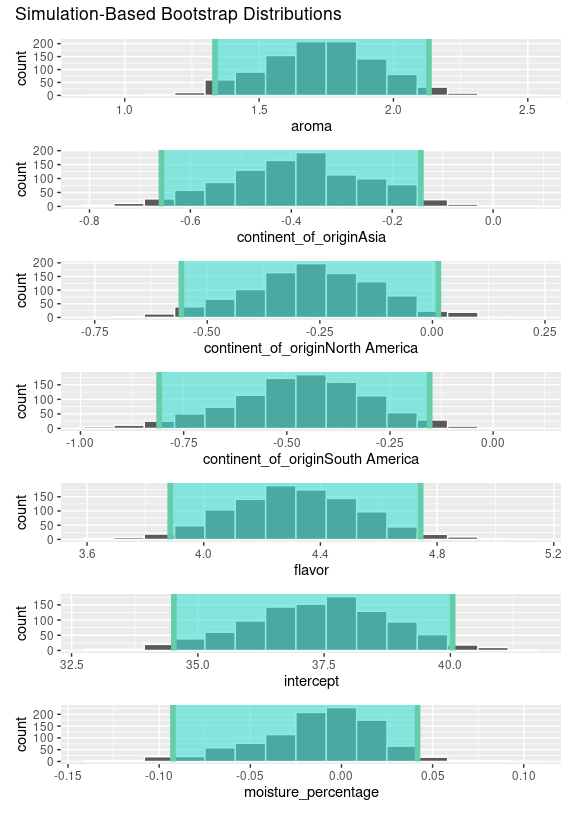 Simulation-Based Bootstrap Distributions
count
200
150
100
50
0
1.0 1.5 2.0 2.5
aroma
count
200
150
100
50
0
-0.8 -0.6 -0.4 -0.2 0.0
continent_of_originAsia
count
200
150
100
50
0
-0.75 -0.50 -0.25 0.00 0.25
continent_of_originNorth America
count
150
100
50
0
-1.00 -0.75 -0.50 -0.25 0.00
continent_of_originSouth America
count
150
100
50
0
3.6 4.0 4.4 4.8 5.2
flavor
count
150
100
50
0
32.5 35.0 37.5 40.0
intercept
count
200
150
100
50
0
-0.15 -0.10 -0.05 0.00 0.05 0.10
moisture_percentage